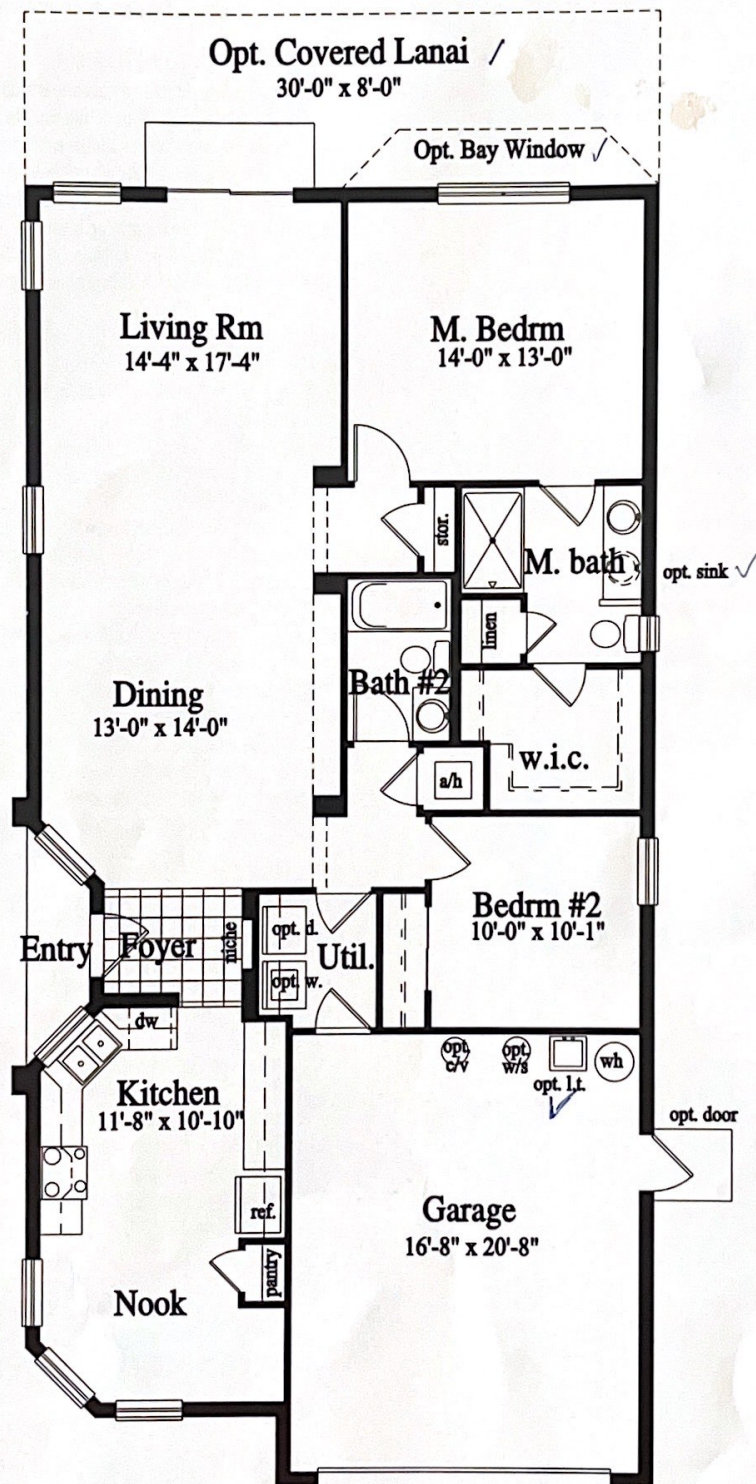 Opt. Covered Lanai ✓
30'-0" x 8'-0"
Opt. Bay Window ✓
Living Rm
14'-4" x 17'-4"
M. Bedrm
14'-0" x 13'-0"
stor.
M. bath
opt. sink ✓
linen
Bath #2
Dining
13'-0" x 14'-0"
w.i.c.
a/h
Bedrm #2
10'-0" x 10'-1"
Entry
Foyer
niche
opt. d.
Util.
opt. w.
dw
Kitchen
11'-8" x 10'-10"
opt.
c/v
opt.
w/s
wh
opt. l.t.
✓
opt. door
ref.
Garage
16'-8" x 20'-8"
pantry
Nook